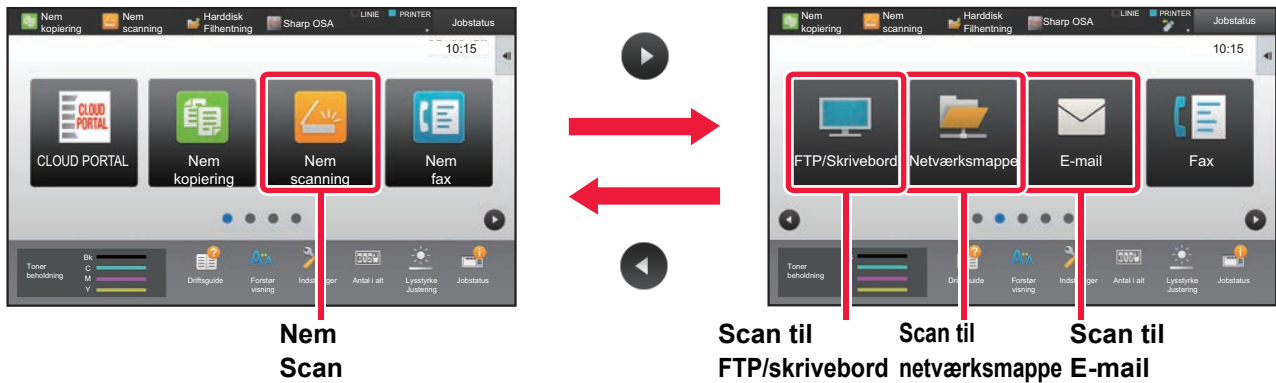 Nem
kopiering
Nem
scanning
Harddisk
Filhentning
Sharp OSA
LINIE
PRINTER
Jobstatus
10:15
CLOUD
PORTAL
CLOUD PORTAL
Nem
kopiering
Nem
scanning
Nem
fax
Toner
beholdning
Bk
C
M
Y
Driftsguide
Forstør
visning
Antal i alt
Lysstyrke
Justering
Jobstatus
Nem
Scan
Nem
kopiering
Nem
scanning
Harddisk
Filhentning
Sharp OSA
LINIE
PRINTER
Jobstatus
10:15
FTP/Skrivebord
Netværksmappe
E-mail
Fax
Toner
beholdning
Forstør
visning
Antal i alt
Lysstyrke
Justering
Jobstatus
Scan til
FTP/skrivebord
Scan til
netværksmappe
Scan til
E-mail